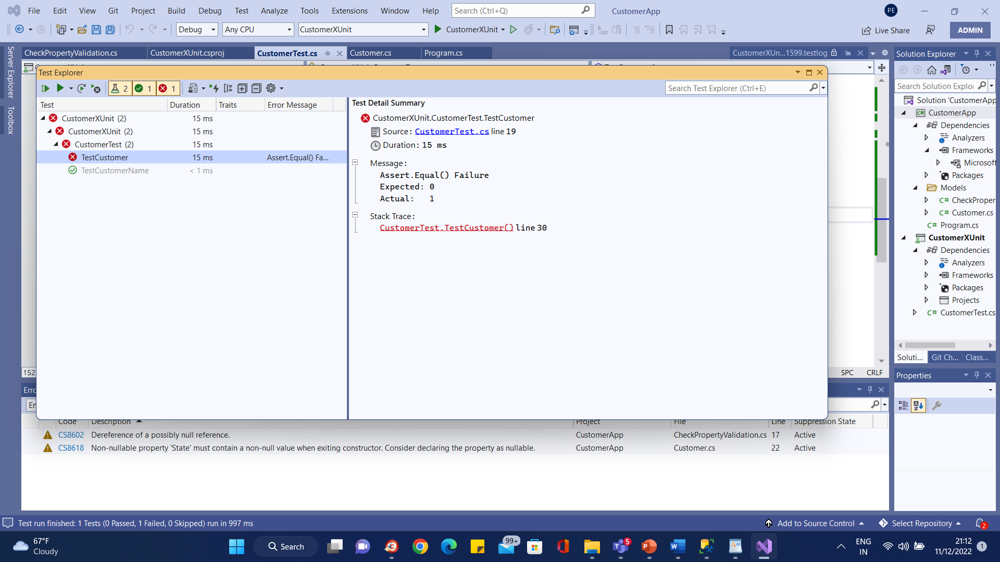 File Edit View Git Project Build Debug Test Analyze Tools Extensions Window Help Search (Ctrl+Q) CustomerApp PE
Debug Any CPU CustomerXUnit CustomerXUnit Live Share ADMIN
Server Explorer
Toolbox
CheckPropertyValidation.cs CustomerXUnit.csproj CustomerTest.cs Customer.cs Program.cs CustomerXUn...1599.testlog
Test Explorer
2 1 1 Search Test Explorer (Ctrl+E)
Test Duration Traits Error Message
CustomerXUnit (2) 15 ms
CustomerXUnit (2) 15 ms
CustomerTest (2) 15 ms
TestCustomer 15 ms Assert.Equal() Fa...
TestCustomerName < 1 ms
Test Detail Summary
CustomerXUnit.CustomerTest.TestCustomer
Source: CustomerTest.cs line 19
Duration: 15 ms
Message:
Assert.Equal() Failure
Expected: 0
Actual: 1
Stack Trace:
CustomerTest.TestCustomer() line 30
Solution Explorer
Search Solution Explo
Solution 'CustomerApp
C# CustomerApp
Dependencies
Analyzers
Frameworks
Microsoft
Packages
Models
C# CheckProper
C# Customer.cs
C# Program.cs
CustomerXUnit
Dependencies
Analyzers
Frameworks
Packages
Projects
C# CustomerTest.cs
Soluti... Git Ch... Class...
Properties
152 SPC CRLF
Erro
En
Code Description Project File Line Suppression State
CS8602 Dereference of a possibly null reference. CustomerApp CheckPropertyValidation.cs 17 Active
CS8618 Non-nullable property 'State' must contain a non-null value when exiting constructor. Consider declaring the property as nullable. CustomerApp Customer.cs 22 Active
Test run finished: 1 Tests (0 Passed, 1 Failed, 0 Skipped) run in 997 ms Add to Source Control Select Repository 2
67°F
Cloudy
Search
99+
5
ENG
IN
21:12
11/12/2022
1